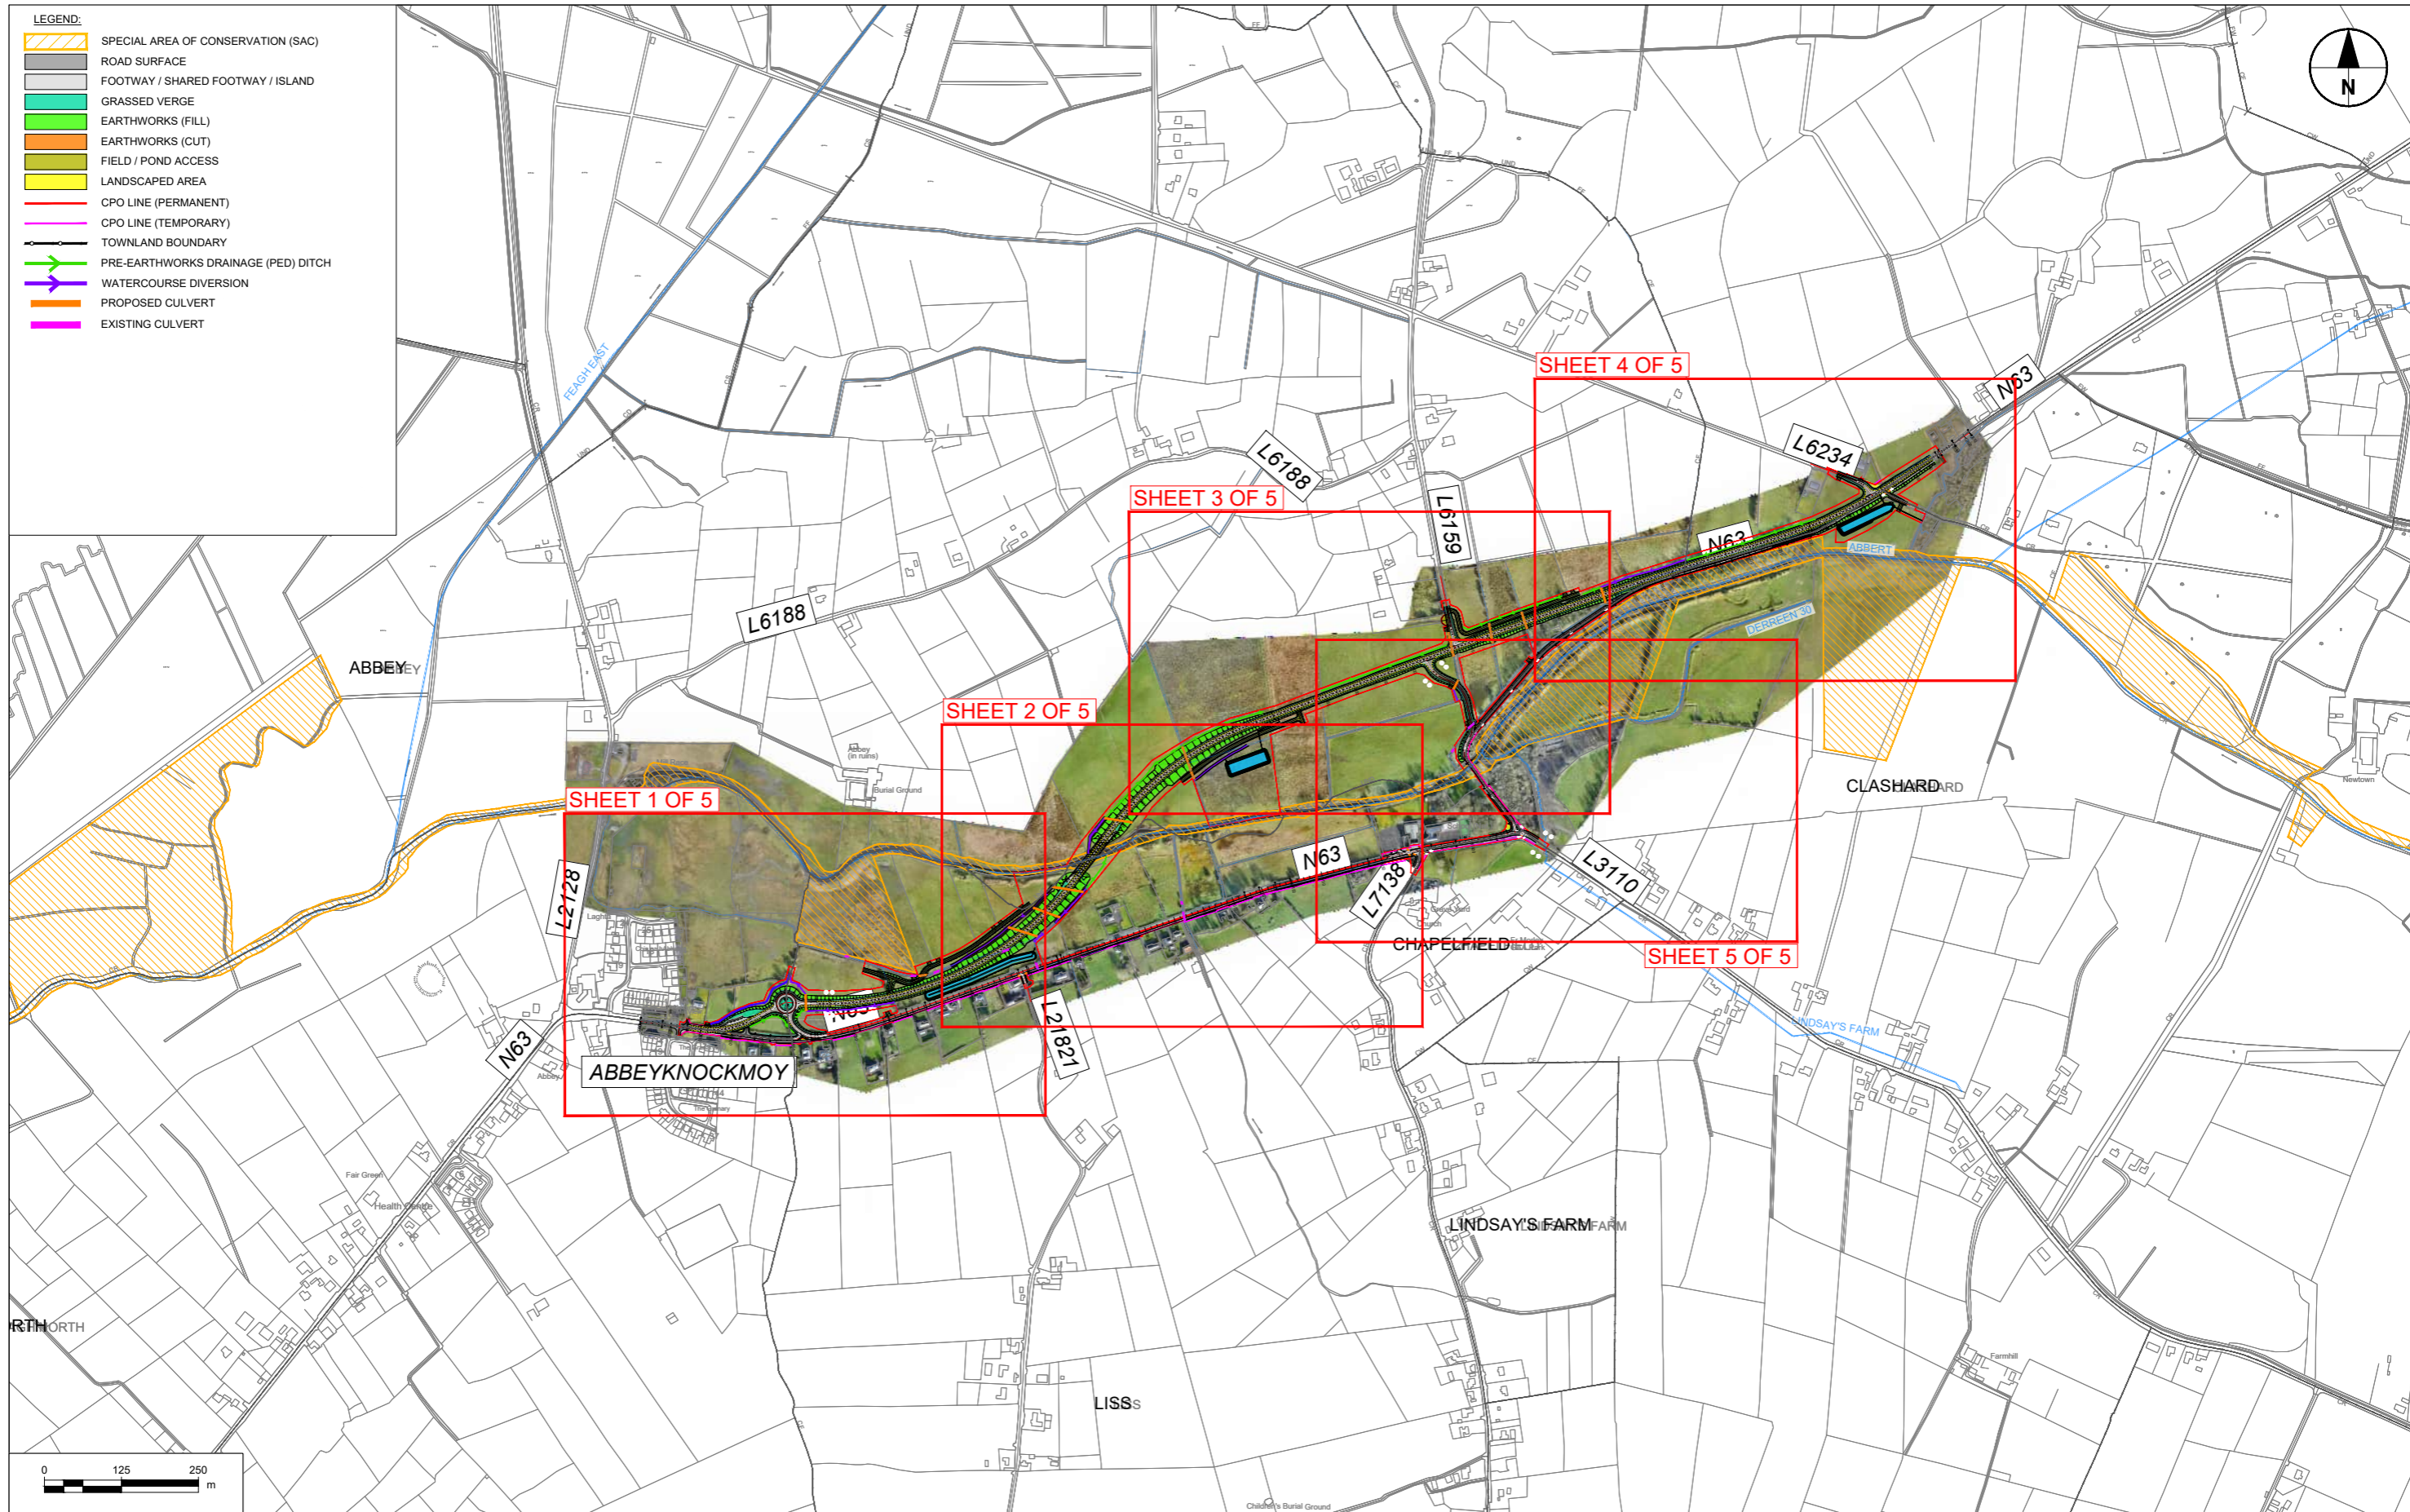 LEGEND:
SPECIAL AREA OF CONSERVATION (SAC)
ROAD SURFACE
FOOTWAY / SHARED FOOTWAY / ISLAND
GRASSED VERGE
EARTHWORKS (FILL)
EARTHWORKS (CUT)
FIELD / POND ACCESS
LANDSCAPED AREA
CPO LINE (PERMANENT)
CPO LINE (TEMPORARY)
TOWNLAND BOUNDARY
PRE-EARTHWORKS DRAINAGE (PED) DITCH
WATERCOURSE DIVERSION
PROPOSED CULVERT
EXISTING CULVERT
N
FEAGH EAST
SHEET 4 OF 5
N63
L6234
L6188
SHEET 3 OF 5
L6159
N63
ABBERT
DERREEN 30
L6188
ABBEY
SHEET 2 OF 5
Abbey
(in ruins)
Burial Ground
SHEET 1 OF 5
CLASHARD
Newtown
N63
L3110
L7138
L2128
CHAPELFIELD
SHEET 5 OF 5
N63
L21821
LINDSAY'S FARM
N63
ABBEYKNOCKMOY
Abbey
Fair Green
Health Centre
LINDSAY'S FARM
RTH
Farmhill
LISS
0 125 250
m
Children's Burial Ground